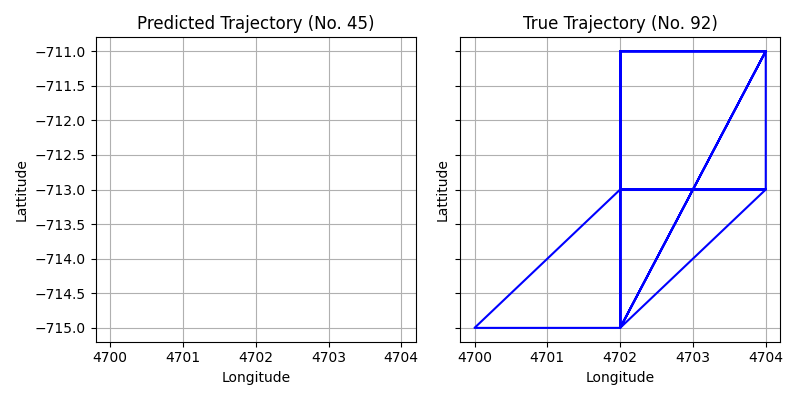 Predicted Trajectory (No. 45)
True Trajectory (No. 92)
−711.0
−711.5
−712.0
−712.5
−713.0
−713.5
−714.0
−714.5
−715.0
Lattitude
Lattitude
4700 4701 4702 4703 4704
4700 4701 4702 4703 4704
Longitude
Longitude